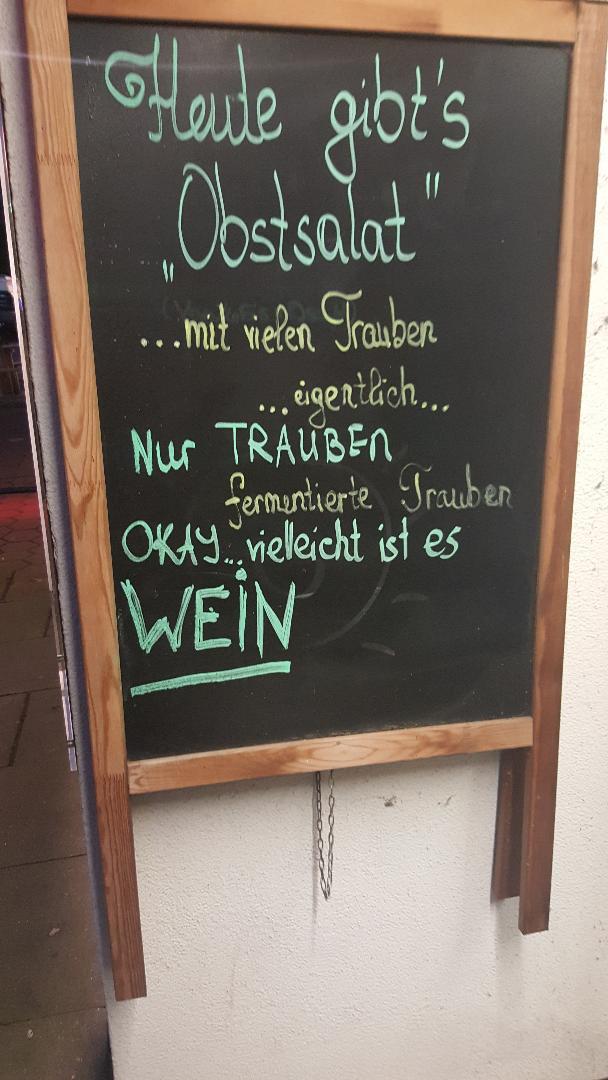 Heute gibt's
„Obstsalat"
...mit vielen Trauben
...eigentlich...
Nur TRAUBEn
fermentierte Trauben
OKAY...vielleicht ist es
WEiN